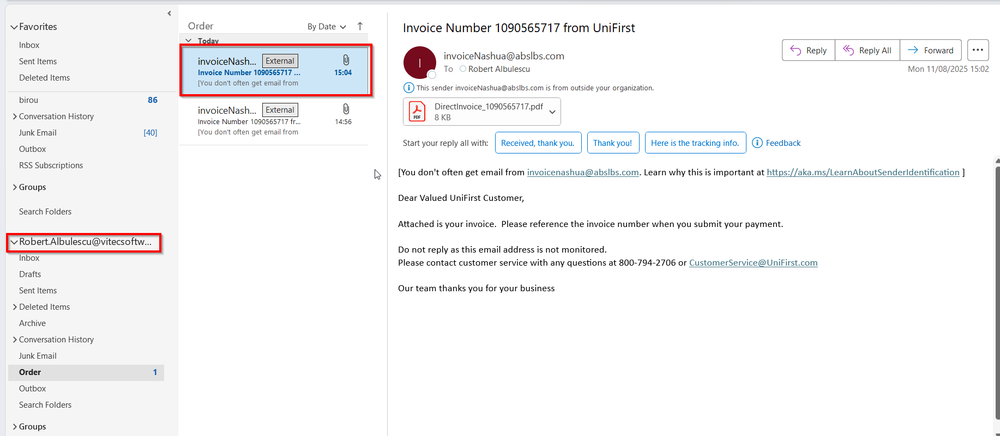 Favorites
Inbox
Sent Items
Deleted Items
birou 86
Conversation History
Junk Email [40]
Outbox
RSS Subscriptions
Groups
Search Folders
Robert.Albulescu@vitecsoftw...
Inbox
Drafts
Sent Items
Deleted Items
Archive
Conversation History
Junk Email
Order 1
Outbox
Search Folders
Groups
Order By Date
Today
invoiceNash... External
Invoice Number 1090565717 ... 15:04
[You don't often get email from
invoiceNash... External
Invoice Number 1090565717 fr... 14:56
[You don't often get email from
Invoice Number 1090565717 from UniFirst
I
invoiceNashua@abslbs.com
To Robert Albulescu
Reply Reply All Forward
Mon 11/08/2025 15:02
This sender invoiceNashua@abslbs.com is from outside your organization.
PDF
DirectInvoice_1090565717.pdf
8 KB
Start your reply all with: Received, thank you. Thank you! Here is the tracking info. Feedback
[You don't often get email from invoicenashua@abslbs.com. Learn why this is important at https://aka.ms/LearnAboutSenderIdentification ]
Dear Valued UniFirst Customer,
Attached is your invoice.  Please reference the invoice number when you submit your payment.
Do not reply as this email address is not monitored.
Please contact customer service with any questions at 800-794-2706 or CustomerService@UniFirst.com
Our team thanks you for your business